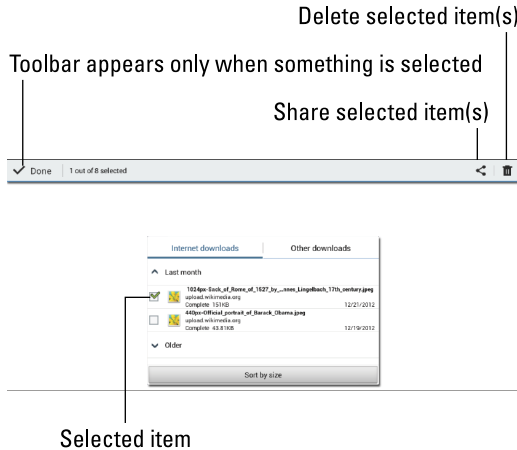 Delete selected item(s)
Toolbar appears only when something is selected
Share selected item(s)
Done 1 out of 8 selected
Internet downloads Other downloads
Last month
1024px-Sack_of_Rome_of_1527_by_...nnes_Lingelbach_17th_century.jpeg
upload.wikimedia.org
Complete 151KB 12/21/2012
440px-Official_portrait_of_Barack_Obama.jpeg
upload.wikimedia.org
Complete 43.81KB 12/19/2012
Older
Sort by size
Selected item